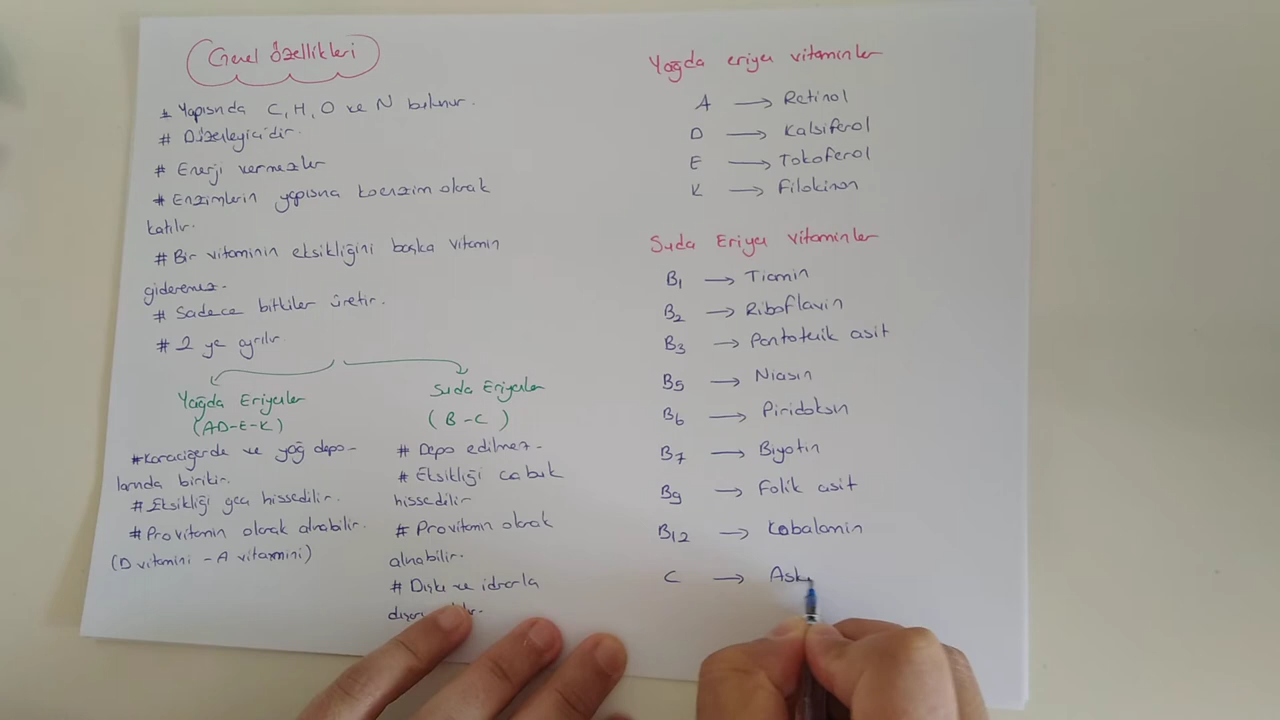 Genel özellikleri
* Yapısında C, H, O ve N bulunur.
# Düzenleyicidir.
# Enerji vermezler
# Enzimlerin yapısına koenzim olarak
katılır.
# Bir vitaminin eksikliğini başka vitamin
gideremez.
# Sadece bitkiler üretir.
# 2 ye ayrılır.
Yağda Eriyenler
(AD-E-K)
# Karaciğerde ve yağ depo-
larında birikir.
# Eksikliği geç hissedilir.
# Provitamin olarak alınabilir.
(D vitamini - A vitamini)
Suda Eriyenler
(B-C)
# Depo edilmez.
# Eksikliği çabuk
hissedilir
# Provitamin olarak
alınabilir.
# Dışkı ve idrarla
Yağda eriyen vitaminler
A → Retinol
D → Kalsiferol
E → Tokoferol
K → Filokinon
Suda Eriyen vitaminler
B1 → Tiamin
B2 → Riboflavin
B3 → Pantotenik asit
B5 → Niasin
B6 → Piridoksin
B7 → Biyotin
B9 → Folik asit
B12 → Kobalamin
C → Ask